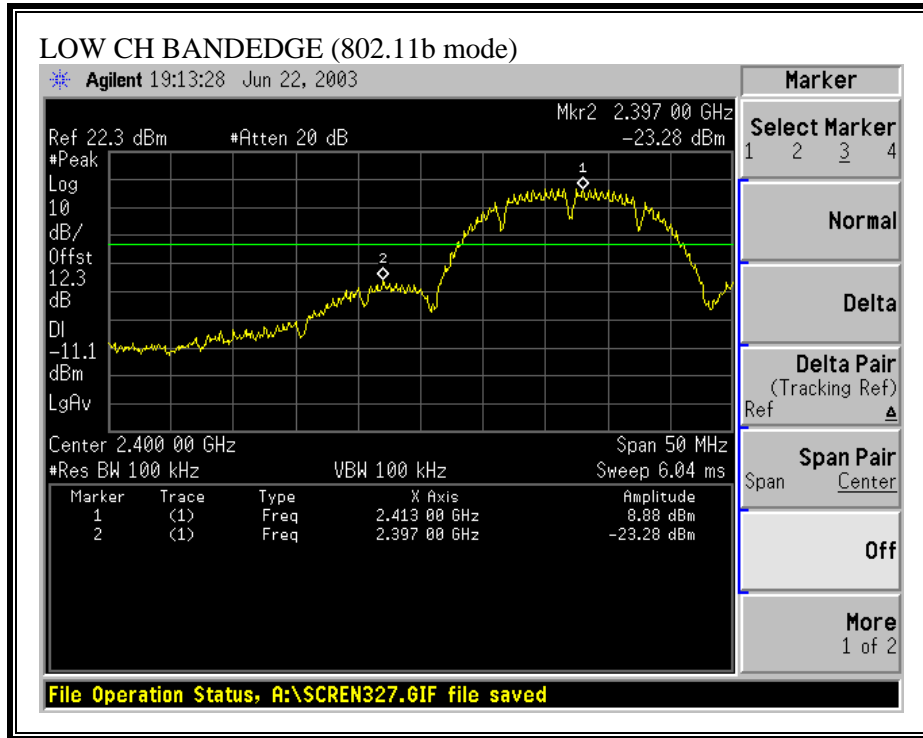 LOW CH BANDEDGE (802.11b mode)
Agilent 19:13:28 Jun 22, 2003
Mkr2 2.397 00 GHz
Ref 22.3 dBm #Atten 20 dB -23.28 dBm
#Peak
Log
10
dB/
Offst
12.3
dB
DI
-11.1
dBm
LgAv
1
2
Center 2.400 00 GHz Span 50 MHz
#Res BW 100 kHz VBW 100 kHz Sweep 6.04 ms
Marker Trace Type X Axis Amplitude
1 (1) Freq 2.413 00 GHz 8.88 dBm
2 (1) Freq 2.397 00 GHz -23.28 dBm
Marker
Select Marker
1 2 3 4
Normal
Delta
Delta Pair
(Tracking Ref)
Ref Δ
Span Pair
Span Center
Off
More
1 of 2
File Operation Status, A:\SCREN327.GIF file saved